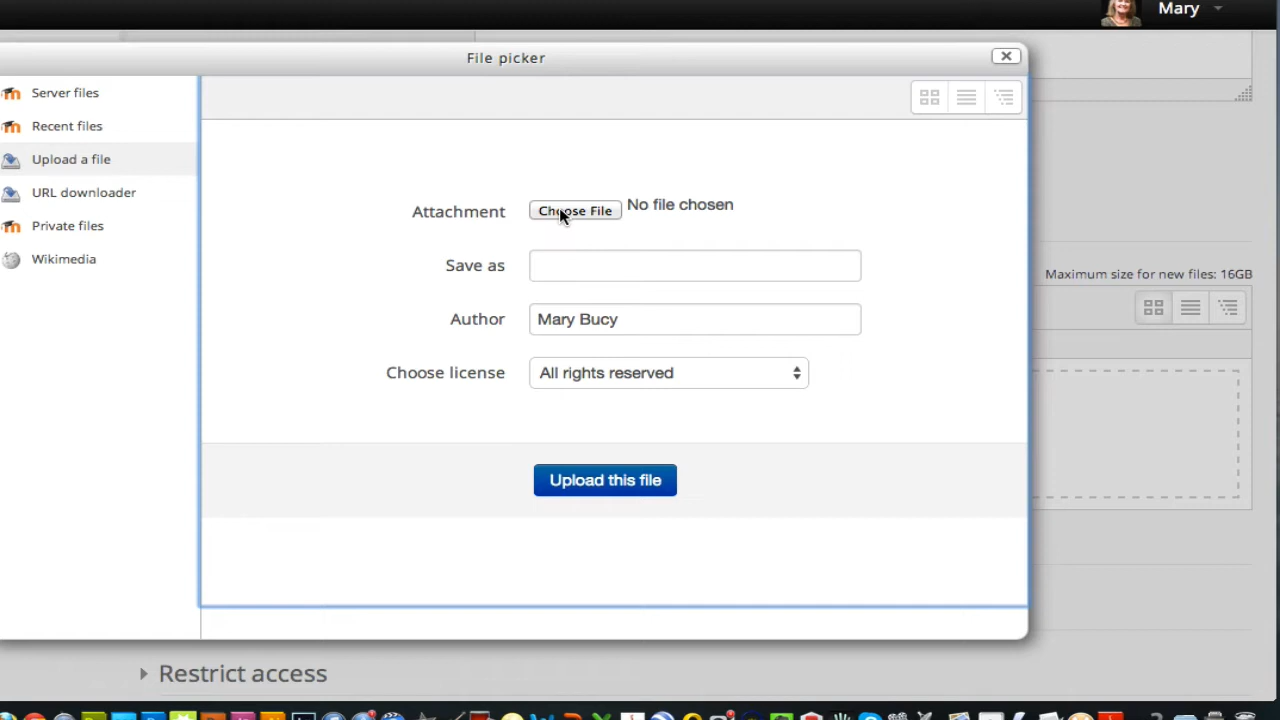 Mary
File picker
Server files
Recent files
Upload a file
URL downloader
Private files
Wikimedia
Attachment
Choose File
No file chosen
Save as
Author
Mary Bucy
Choose license
All rights reserved
Upload this file
Maximum size for new files: 16GB
Restrict access